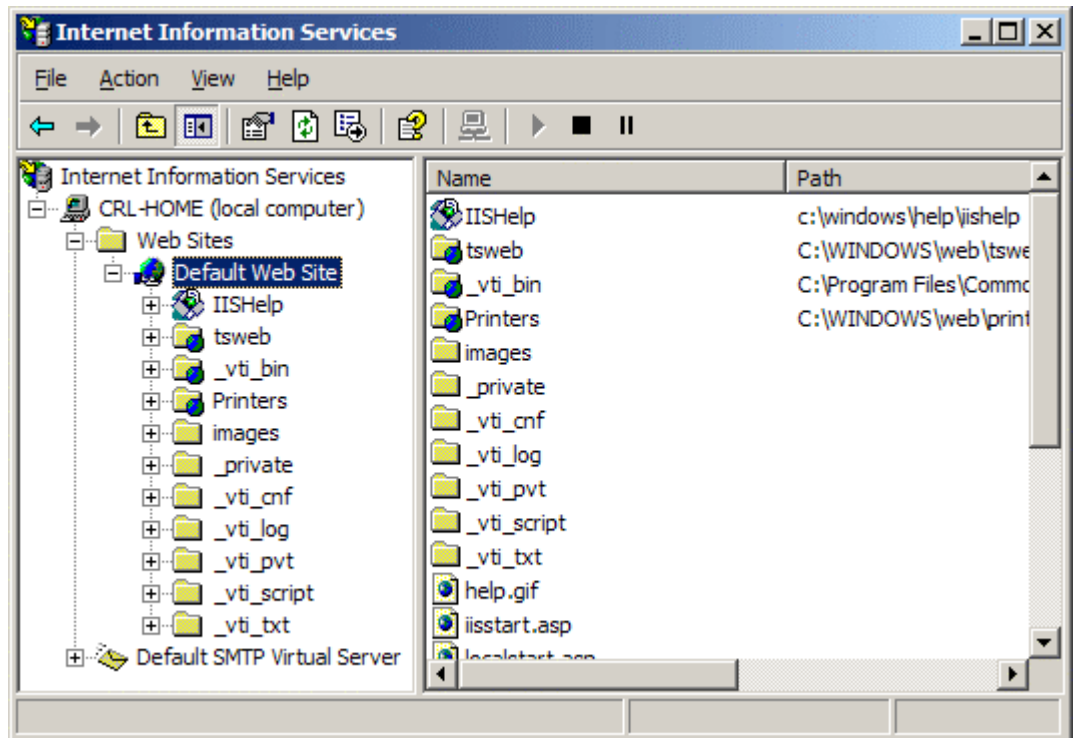 Internet Information Services
File Action View Help
Internet Information Services
CRL-HOME (local computer)
Web Sites
Default Web Site
IISHelp
tsweb
_vti_bin
Printers
images
_private
_vti_cnf
_vti_log
_vti_pvt
_vti_script
_vti_txt
Default SMTP Virtual Server
Name Path
IISHelp c:\windows\help\iishelp
tsweb C:\WINDOWS\web\tswe
_vti_bin C:\Program Files\Commo
Printers C:\WINDOWS\web\print
images
_private
_vti_cnf
_vti_log
_vti_pvt
_vti_script
_vti_txt
help.gif
iisstart.asp
localstart.asp